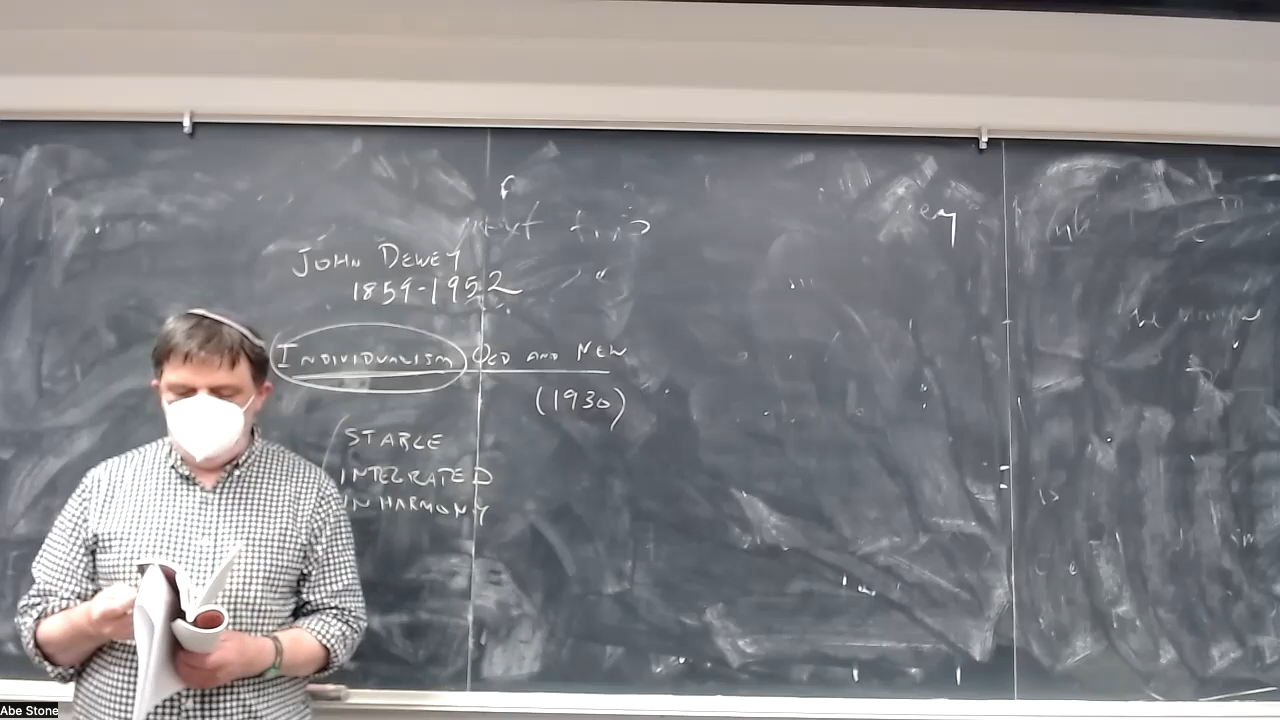 JOHN DEWEY
1859-1952
INDIVIDUALISM OLD AND NEW
(1930)
STABLE
INTEGRATED
IN HARMONY
Abe Stone